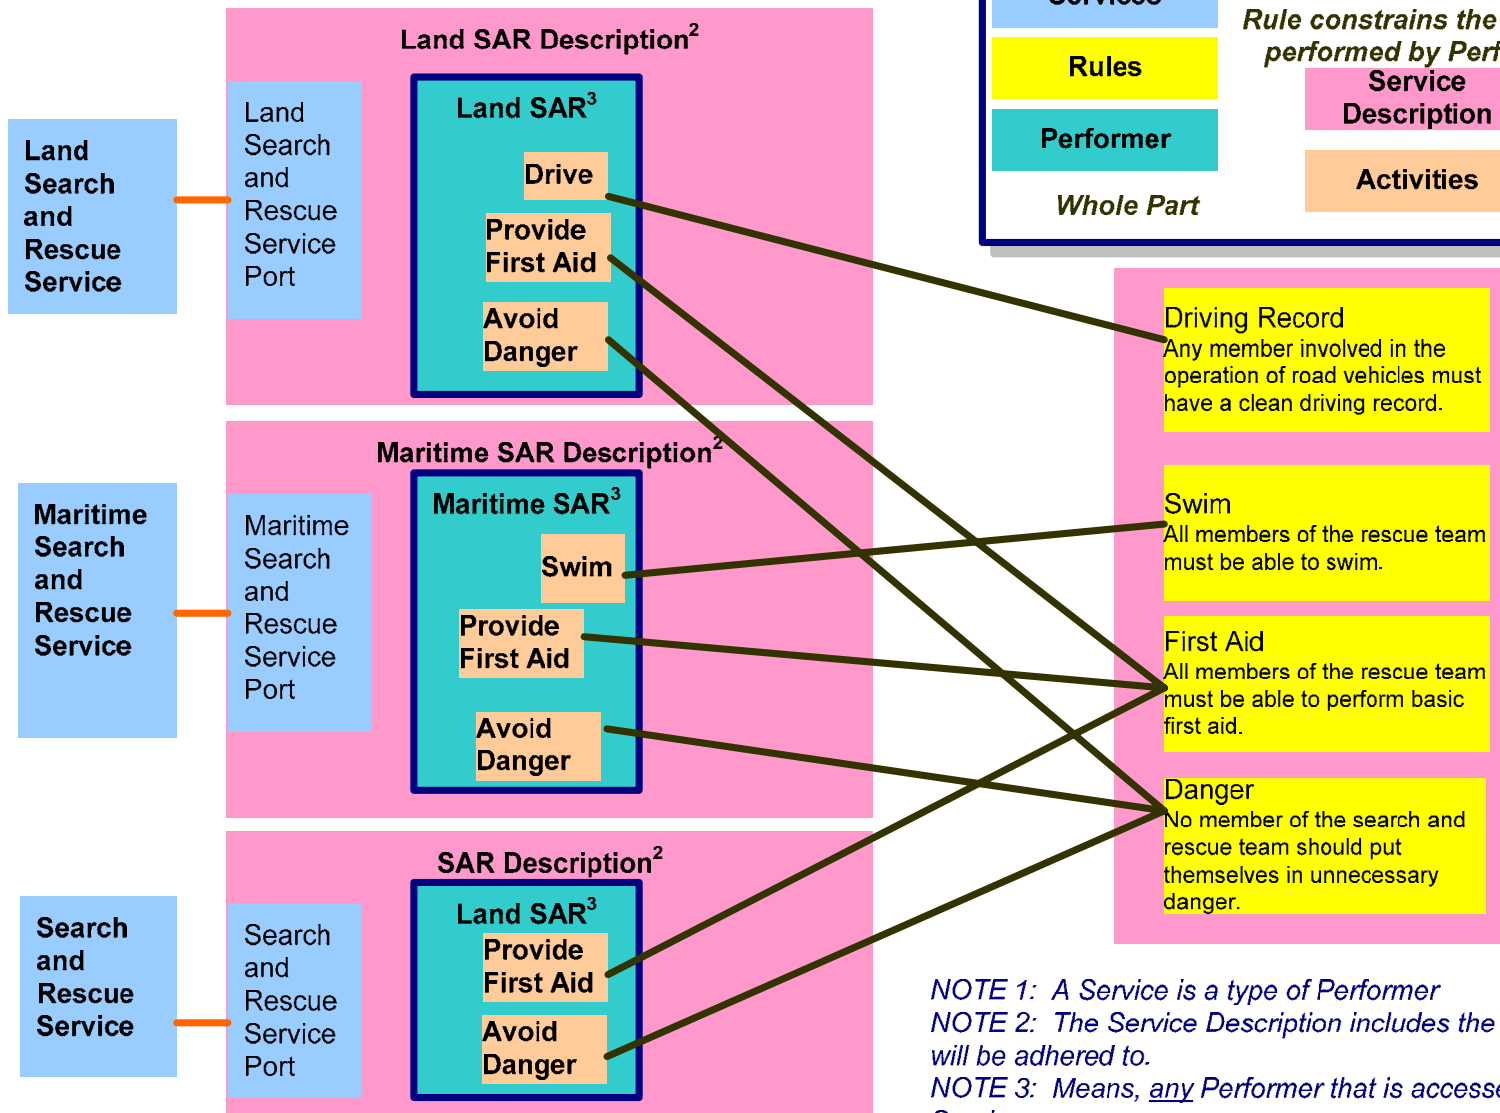 Land SAR Description2
Land
Search
and
Rescue
Service
Land
Search
and
Rescue
Service
Port
Land SAR3
Drive
Provide
First Aid
Avoid
Danger
Maritime SAR Description2
Maritime
Search
and
Rescue
Service
Maritime
Search
and
Rescue
Service
Port
Maritime SAR3
Swim
Provide
First Aid
Avoid
Danger
SAR Description2
Search
and
Rescue
Service
Search
and
Rescue
Service
Port
Land SAR3
Provide
First Aid
Avoid
Danger
Services
Rules
Performer
Whole Part
Rule constrains the
performed by Perf
Service
Description
Activities
Driving Record
Any member involved in the
operation of road vehicles must
have a clean driving record.
Swim
All members of the rescue team
must be able to swim.
First Aid
All members of the rescue team
must be able to perform basic
first aid.
Danger
No member of the search and
rescue team should put
themselves in unnecessary
danger.
NOTE 1: A Service is a type of Performer
NOTE 2: The Service Description includes the
will be adhered to.
NOTE 3: Means, any Performer that is accesse